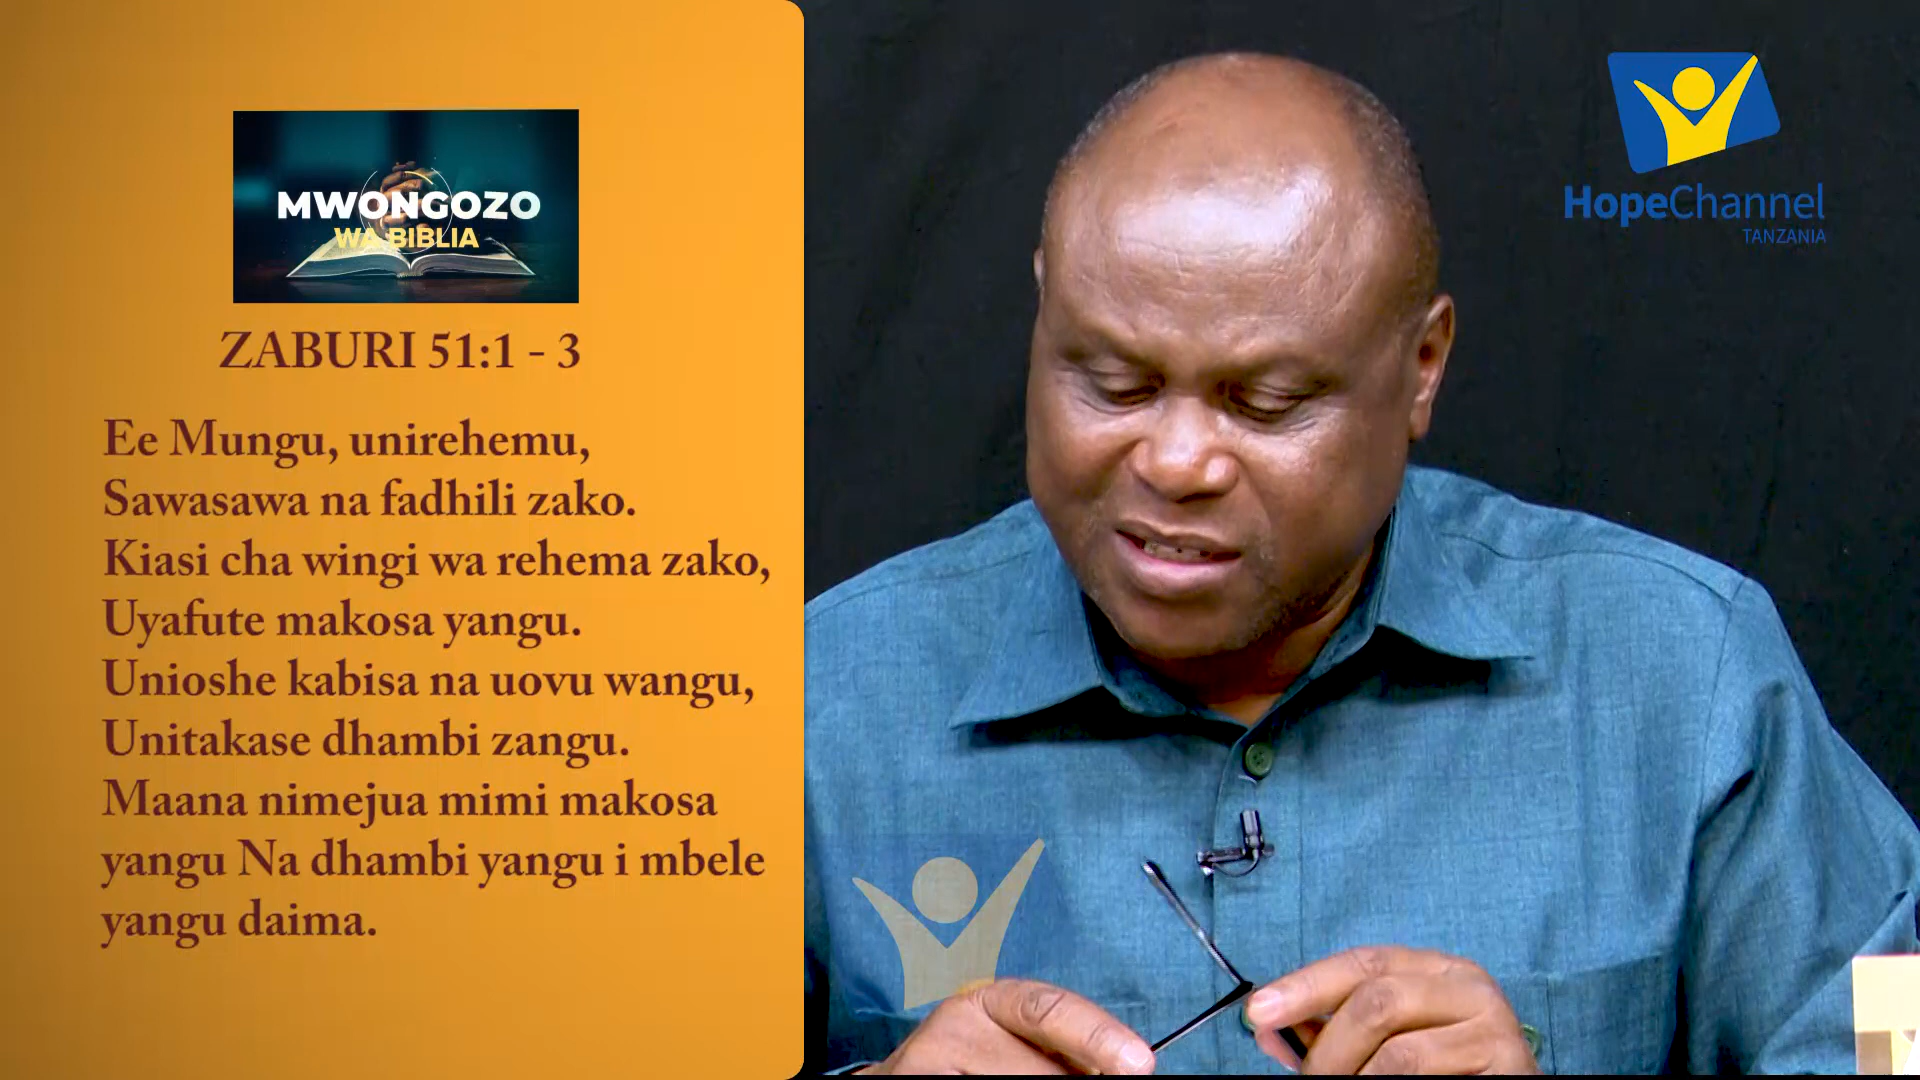 MWONGOZO
WA BIBLIA
ZABURI 51:1 - 3
Ee Mungu, unirehemu,
Sawasawa na fadhili zako.
Kiasi cha wingi wa rehema zako,
Uyafute makosa yangu.
Unioshe kabisa na uovu wangu,
Unitakase dhambi zangu.
Maana nimejua mimi makosa
yangu Na dhambi yangu i mbele
yangu daima.
HopeChannel
TANZANIA